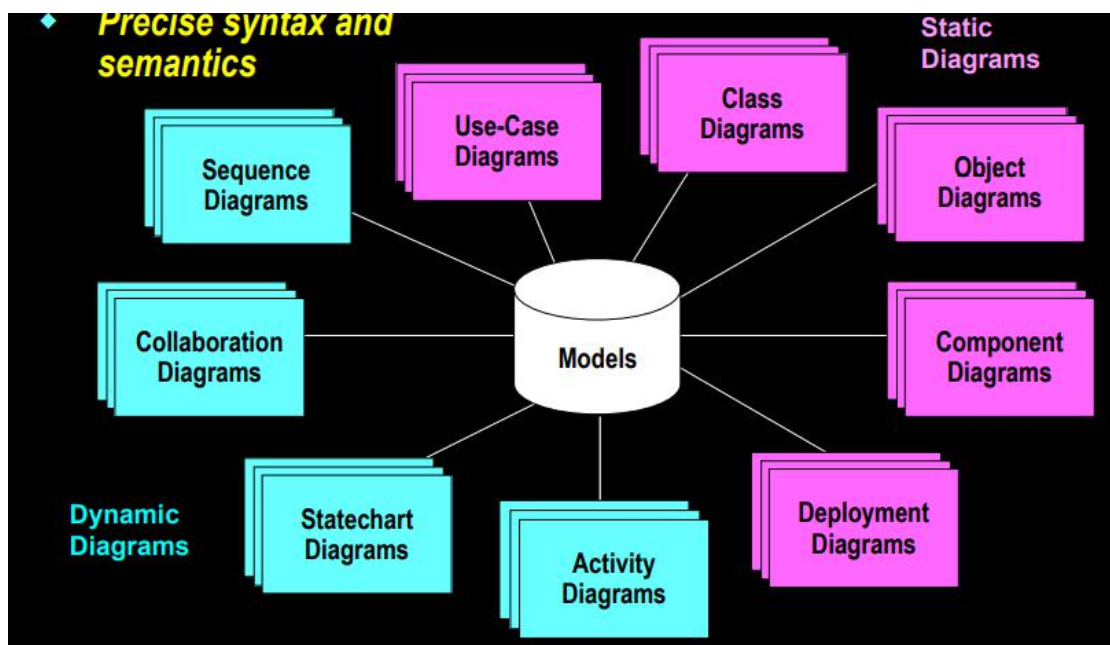 Precise syntax and
semantics
Static
Diagrams
Use-Case
Diagrams
Class
Diagrams
Sequence
Diagrams
Object
Diagrams
Collaboration
Diagrams
Models
Component
Diagrams
Dynamic
Diagrams
Statechart
Diagrams
Activity
Diagrams
Deployment
Diagrams